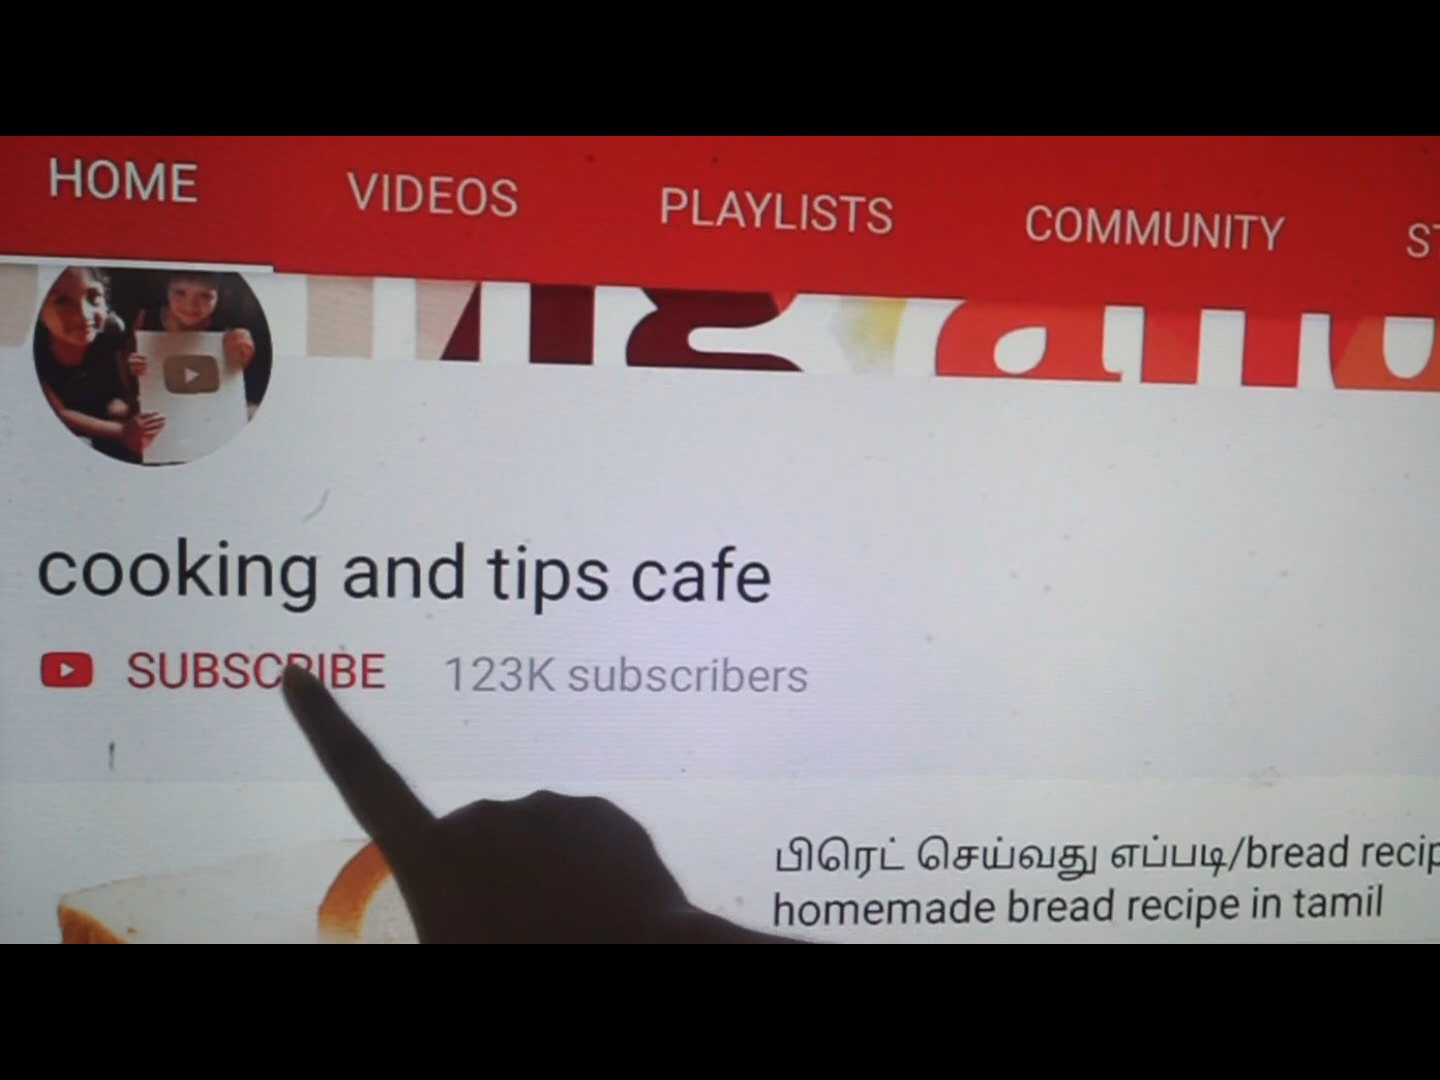 HOME VIDEOS PLAYLISTS COMMUNITY
cooking and tips cafe
SUBSCRIBE 123K subscribers
பிரெட் செய்வது எப்படி/bread
homemade bread recipe in tamil